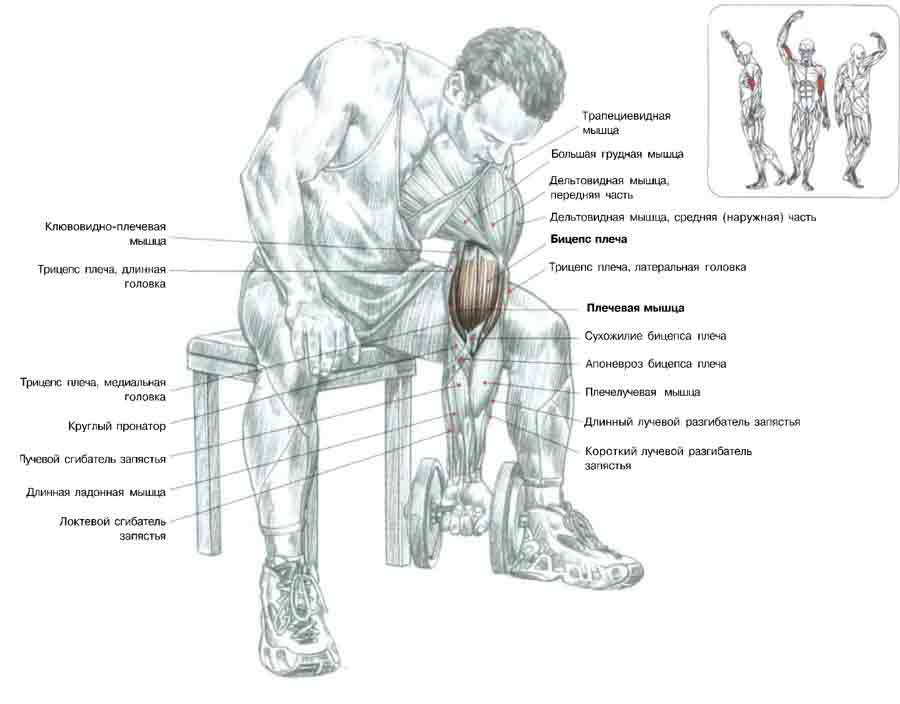 Трапециевидная
мышца
Большая грудная мышца
Дельтовидная мышца,
передняя часть
Дельтовидная мышца, средняя (наружная) часть
Бицепс плеча
Трицепс плеча, латеральная головка
Плечевая мышца
Сухожилие бицепса плеча
Апоневроз бицепса плеча
Плечелучевая мышца
Длинный лучевой разгибатель запястья
Короткий лучевой разгибатель
запястья
Клювовидно-плечевая
мышца
Трицепс плеча, длинная
головка
Трицепс плеча, медиальная
головка
Круглый пронатор
Лучевой сгибатель запястья
Длинная ладонная мышца
Локтевой сгибатель
запястья